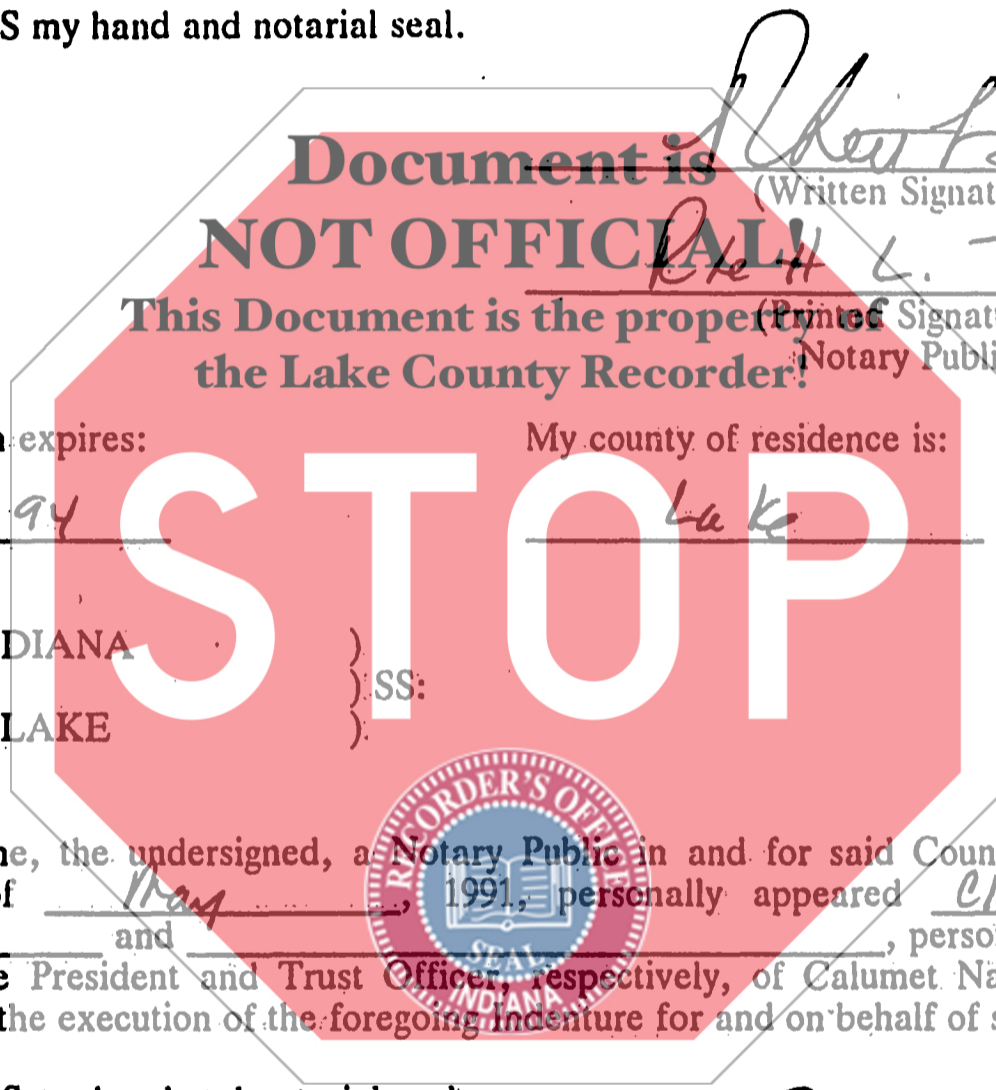 S my hand and notarial seal.
Document is
(Written Signat
NOT OFFICIAL!
L.
This Document is the property of
(Printed Signat
the Lake County Recorder!
Notary Publi
expires:
My county of residence is:
94
Lake
STOP
DIANA )
) SS:
LAKE )
RECORDER'S OFFICE
SEAL
INDIANA
e, the undersigned, a Notary Public in and for said Coun
f May, 1991, personally appeared
and , perso
e President and Trust Officer, respectively, of Calumet Na
the execution of the foregoing Indenture for and on behalf of s